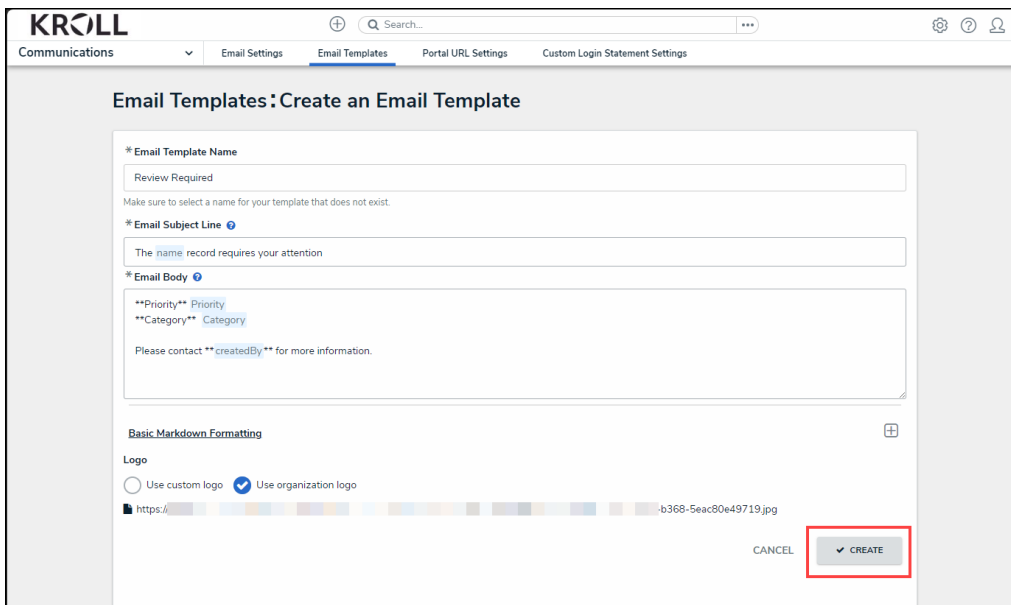 KROLL
Search...
Communications
Email Settings
Email Templates
Portal URL Settings
Custom Login Statement Settings
Email Templates:Create an Email Template
*Email Template Name
Review Required
Make sure to select a name for your template that does not exist.
*Email Subject Line
The name record requires your attention
*Email Body
**Priority** Priority
**Category** Category
Please contact **createdBy** for more information.
Basic Markdown Formatting
Logo
Use custom logo
Use organization logo
https:/ -b368-5eac80e49719.jpg
CANCEL
CREATE